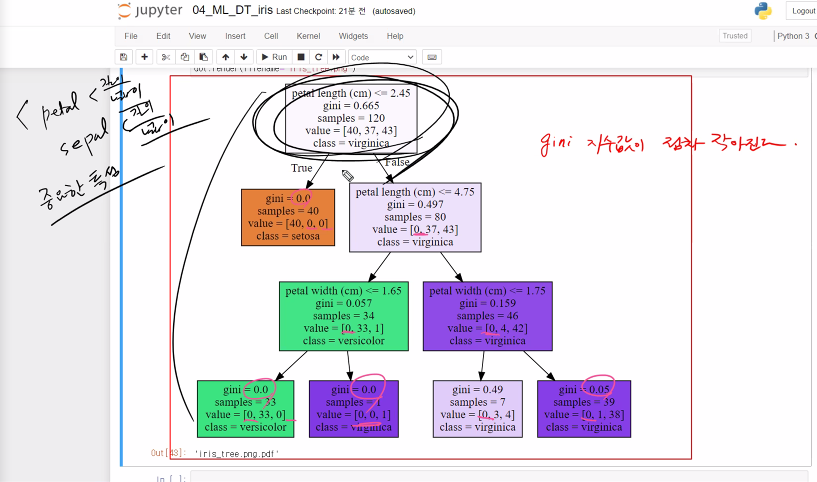 jupyter 04_ML_DT_iris Last Checkpoint: 21분 전 (autosaved)
Logout
File Edit View Insert Cell Kernel Widgets Help
Trusted
Python 3
Run
Code
petal length (cm) <= 2.45
gini = 0.665
samples = 120
value = [40, 37, 43]
class = virginica
petal
sepal
길이
너비
중요한 특성
gini 지수값이 점차 작아진다.
True
False
gini = 0.0
samples = 40
value = [40, 0, 0]
class = setosa
petal length (cm) <= 4.75
gini = 0.497
samples = 80
value = [0, 37, 43]
class = virginica
petal width (cm) <= 1.65
gini = 0.057
samples = 34
value = [0, 33, 1]
class = versicolor
petal width (cm) <= 1.75
gini = 0.159
samples = 46
value = [0, 4, 42]
class = virginica
gini = 0.0
samples = 33
value = [0, 33, 0]
class = versicolor
gini = 0.0
samples = 1
value = [0, 0, 1]
class = virginica
gini = 0.49
samples = 7
value = [0, 3, 4]
class = virginica
gini = 0.05
samples = 39
value = [0, 1, 38]
class = virginica
Out[43]: 'iris_tree.png.pdf'
In [ ]: